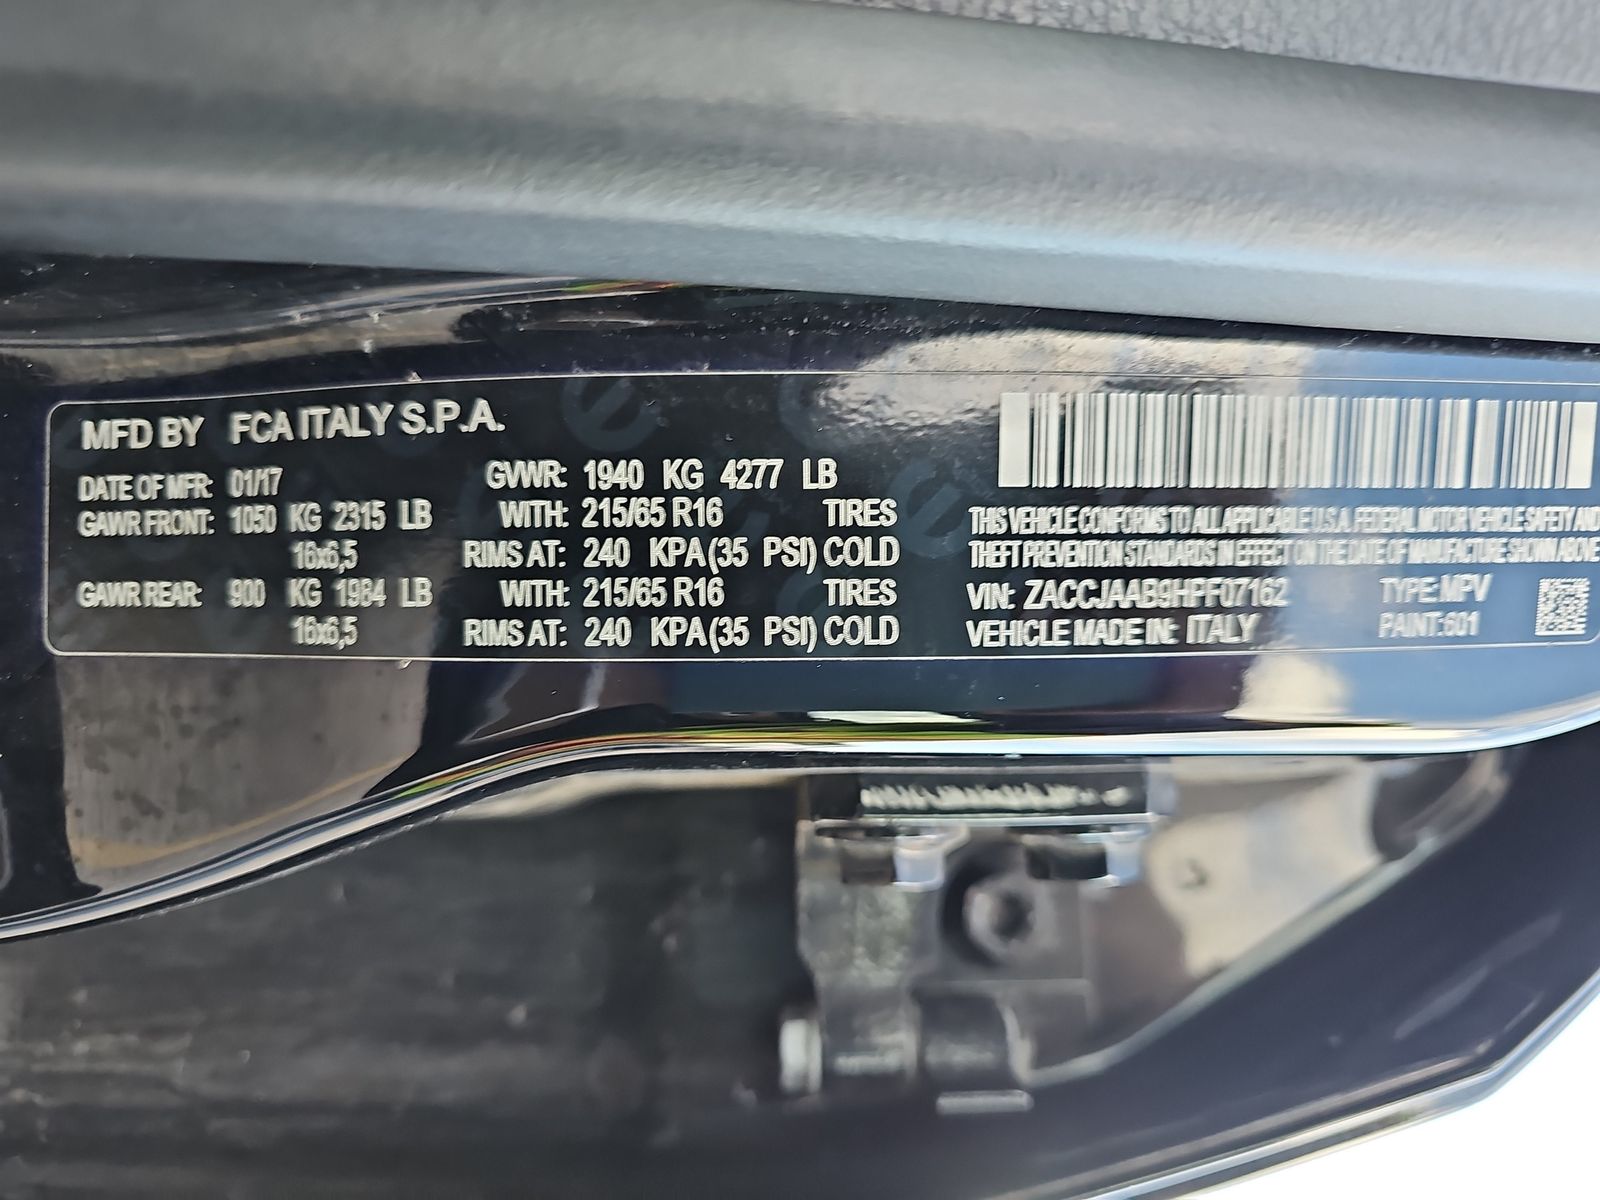 MFD BY FCA ITALY S.P.A.
DATE OF MFR: 01/17 GVWR: 1940 KG 4277 LB
GAWR FRONT: 1050 KG 2315 LB WITH: 215/65 R16 TIRES
16x6,5 RIMS AT: 240 KPA (35 PSI) COLD
GAWR REAR: 900 KG 1984 LB WITH: 215/65 R16 TIRES
16x6,5 RIMS AT: 240 KPA (35 PSI) COLD
THIS VEHICLE CONFORMS TO ALL APPLICABLE U.S.A. FEDERAL MOTOR VEHICLE SAFETY AND
THEFT PREVENTION STANDARDS IN EFFECT ON THE DATE OF MANUFACTURE SHOWN ABOVE
VIN: ZACCJAAB9HPF07162 TYPE: MPV
VEHICLE MADE IN: ITALY PAINT: 601